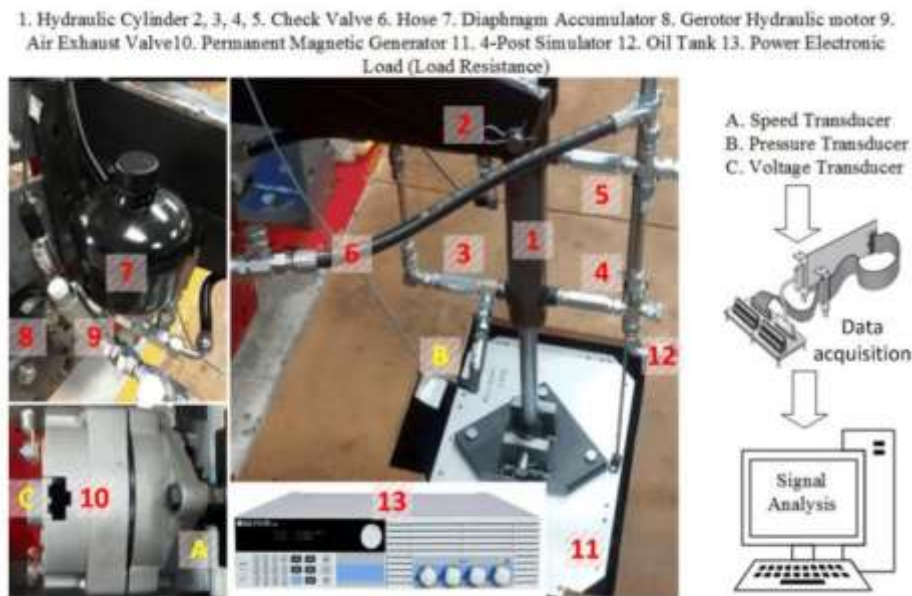 1. Hydraulic Cylinder 2, 3, 4, 5. Check Valve 6. Hose 7. Diaphragm Accumulator 8. Gerotor Hydraulic motor 9.
Air Exhaust Valve10. Permanent Magnetic Generator 11. 4-Post Simulator 12. Oil Tank 13. Power Electronic
Load (Load Resistance)
2
A. Speed Transducer
B. Pressure Transducer
C. Voltage Transducer
5
7
6
3
1
4
8
9
B
12
Data
acquisition
C
10
A
13
11
Signal
Analysis